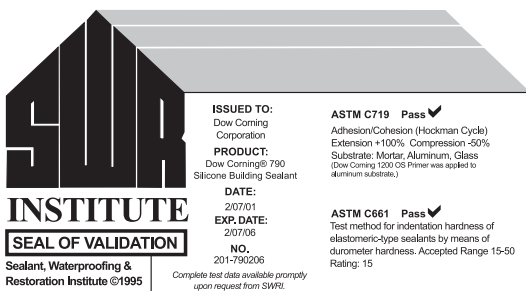 SWR
INSTITUTE
SEAL OF VALIDATION
Sealant, Waterproofing &
Restoration Institute ©1995
ISSUED TO:
Dow Corning
Corporation
PRODUCT:
Dow Corning® 790
Silicone Building Sealant
DATE:
2/07/01
EXP. DATE:
2/07/06
NO.
201-790206
Complete test data available promptly
upon request from SWRI.
ASTM C719 Pass ✔
Adhesion/Cohesion (Hockman Cycle)
Extension +100% Compression -50%
Substrate: Mortar, Aluminum, Glass
(Dow Corning 1200 OS Primer was applied to
aluminum substrate.)
ASTM C661 Pass ✔
Test method for indentation hardness of
elastomeric-type sealants by means of
durometer hardness. Accepted Range 15-50
Rating: 15